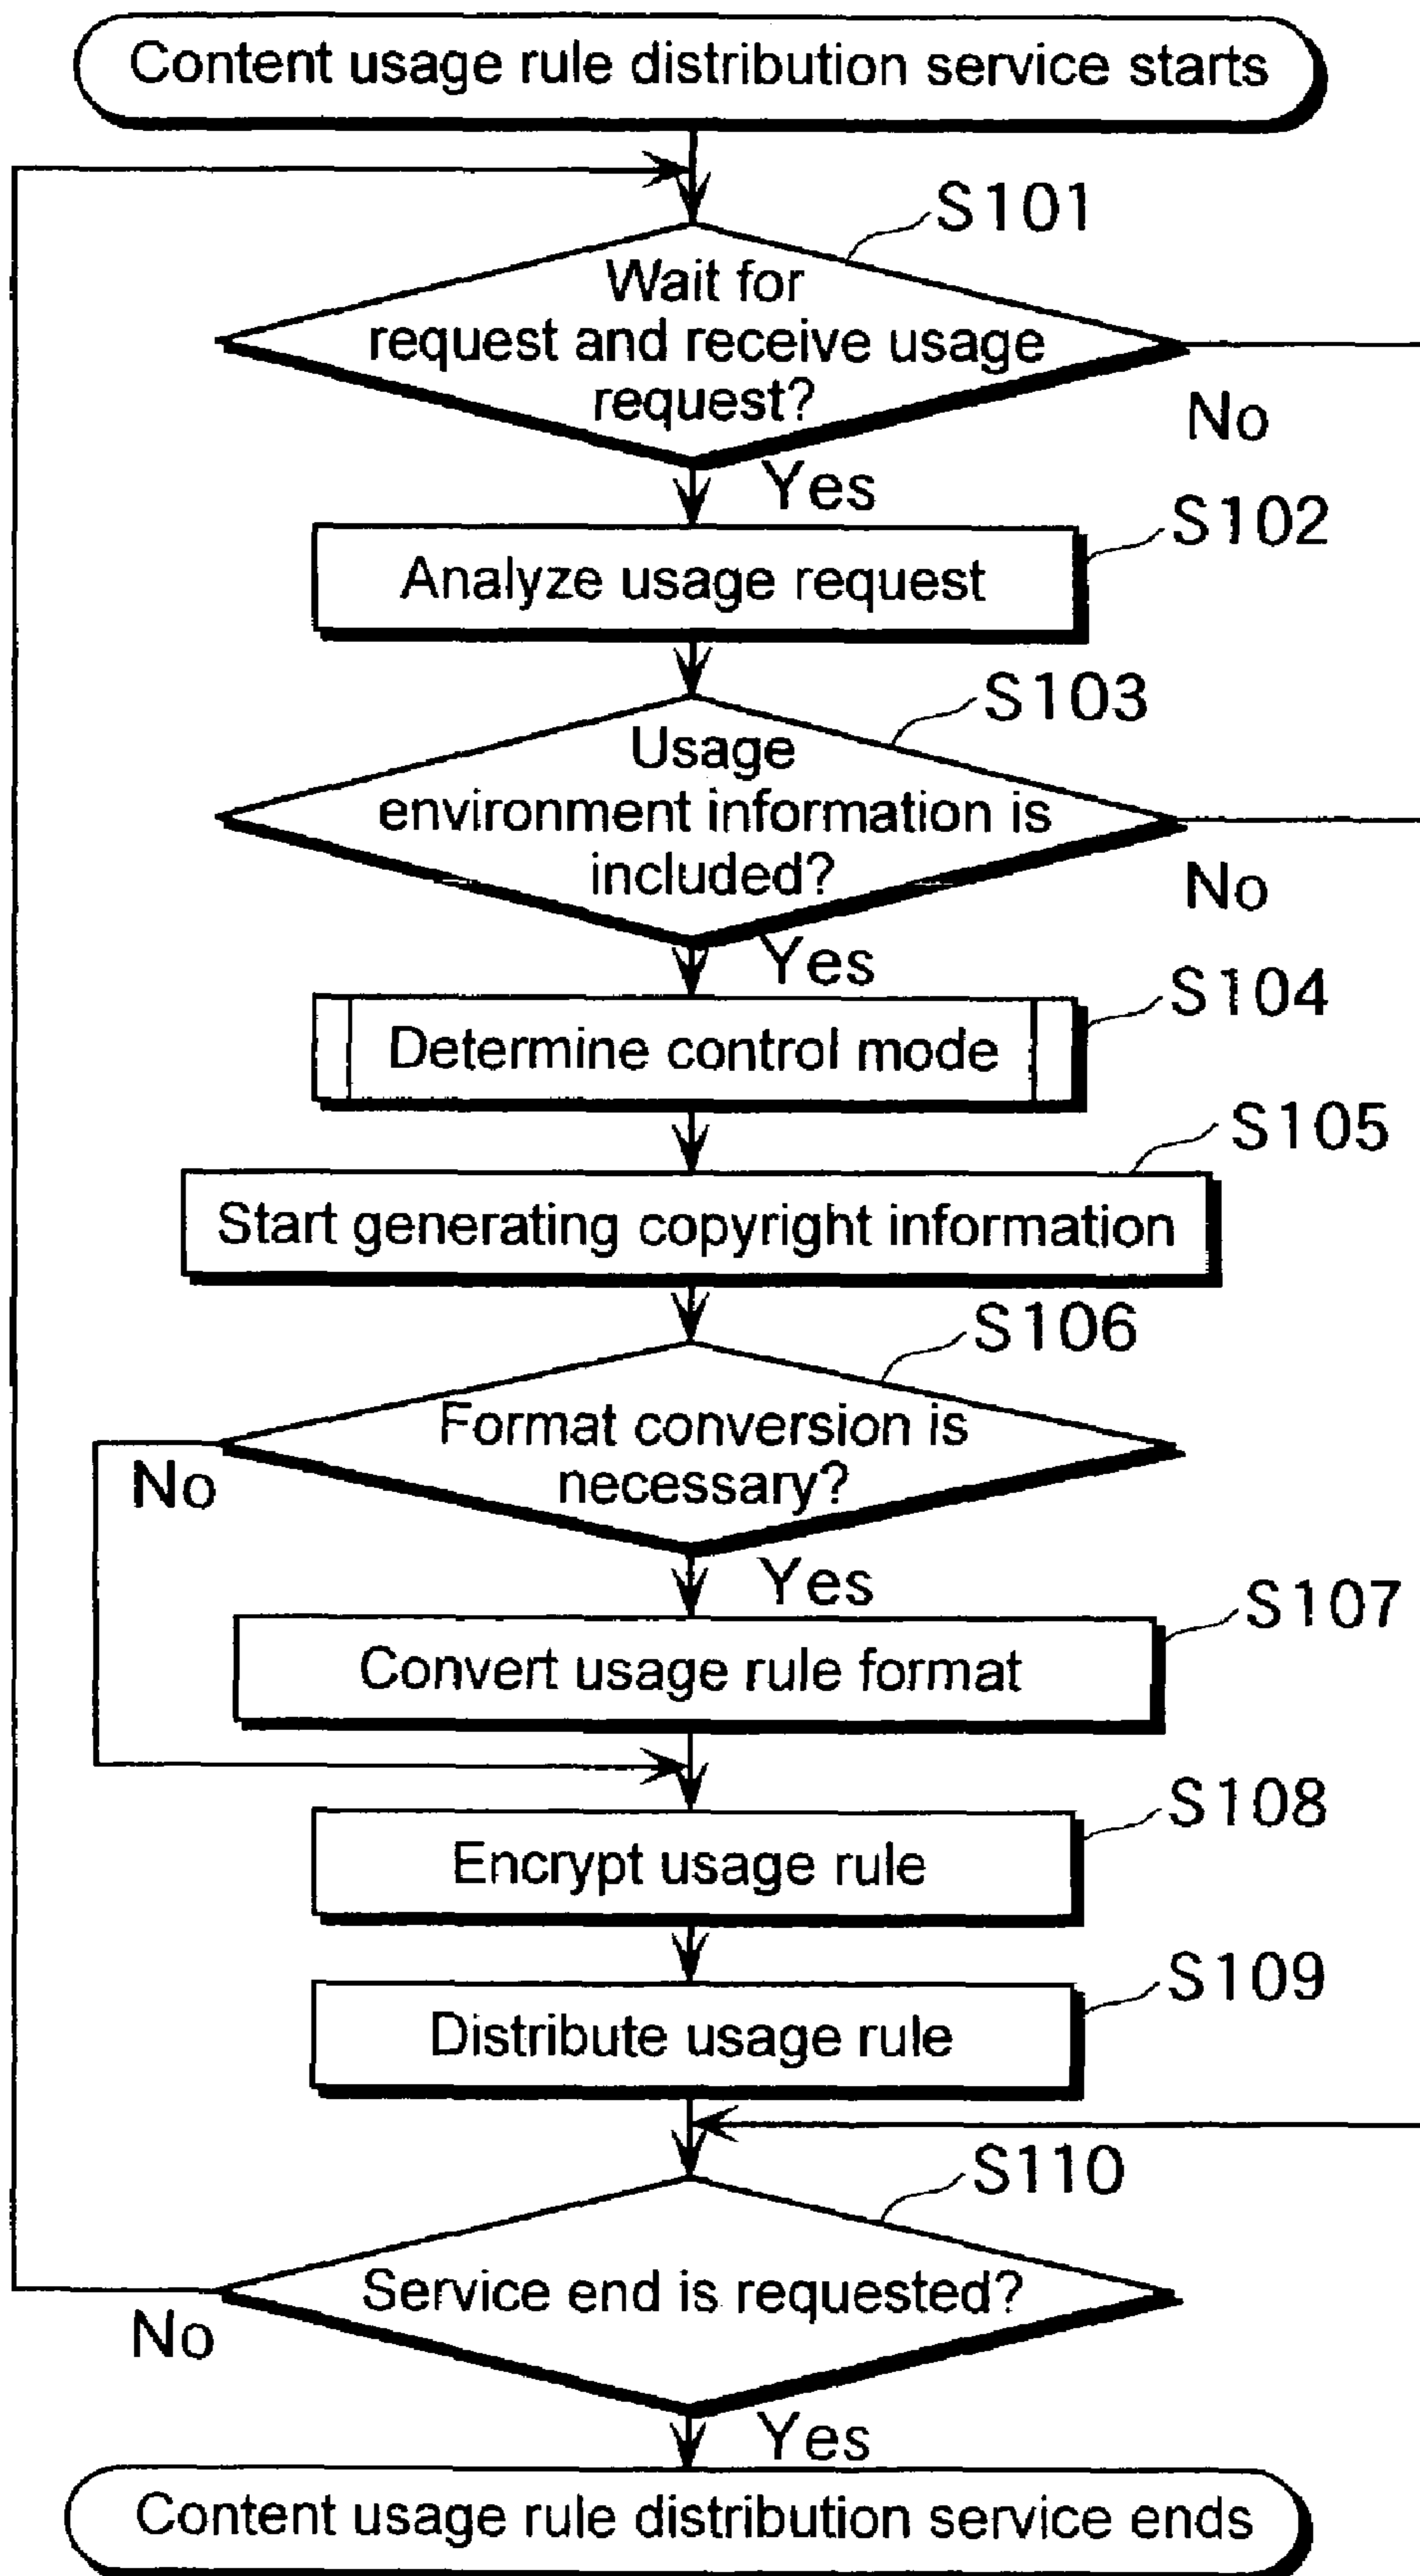 Content usage rule distribution service starts
S101
Wait for
request and receive usage
request?
No
Yes
S102
Analyze usage request
S103
Usage
environment information is
included?
No
Yes
S104
Determine control mode
S105
Start generating copyright information
S106
Format conversion is
necessary?
No
Yes
S107
Convert usage rule format
S108
Encrypt usage rule
S109
Distribute usage rule
S110
Service end is requested?
No
Yes
Content usage rule distribution service ends